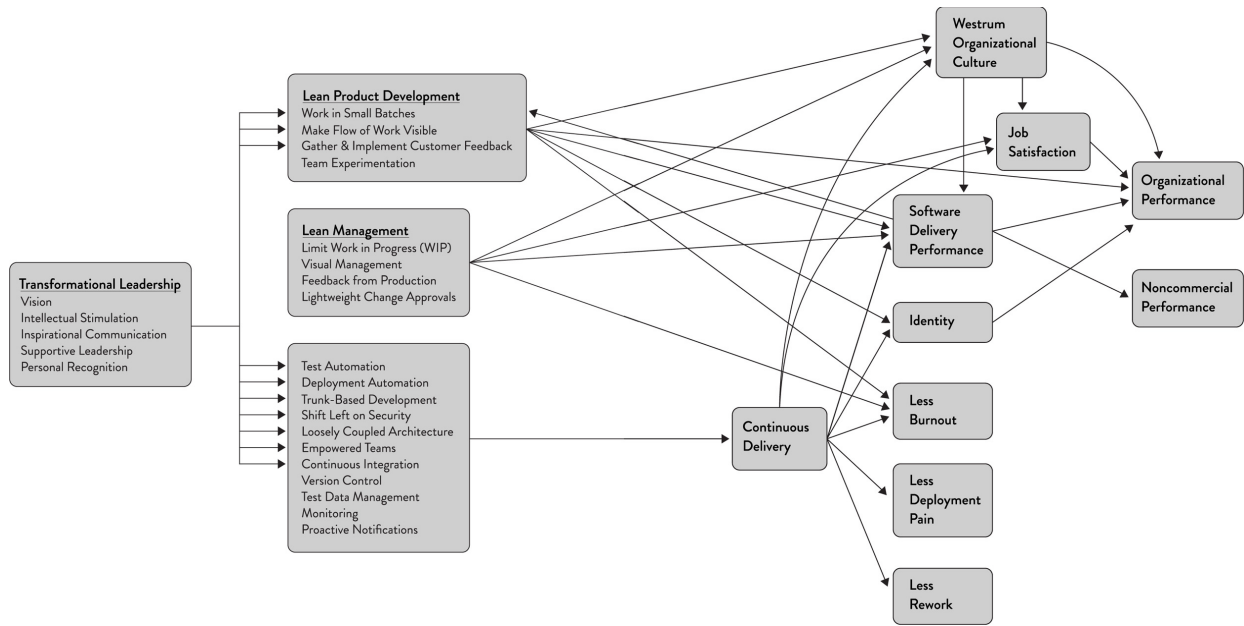 Transformational Leadership
Vision
Intellectual Stimulation
Inspirational Communication
Supportive Leadership
Personal Recognition
Lean Product Development
Work in Small Batches
Make Flow of Work Visible
Gather & Implement Customer Feedback
Team Experimentation
Lean Management
Limit Work in Progress (WIP)
Visual Management
Feedback from Production
Lightweight Change Approvals
Test Automation
Deployment Automation
Trunk-Based Development
Shift Left on Security
Loosely Coupled Architecture
Empowered Teams
Continuous Integration
Version Control
Test Data Management
Monitoring
Proactive Notifications
Continuous
Delivery
Westrum
Organizational
Culture
Job
Satisfaction
Software
Delivery
Performance
Identity
Less
Burnout
Less
Deployment
Pain
Less
Rework
Organizational
Performance
Noncommercial
Performance